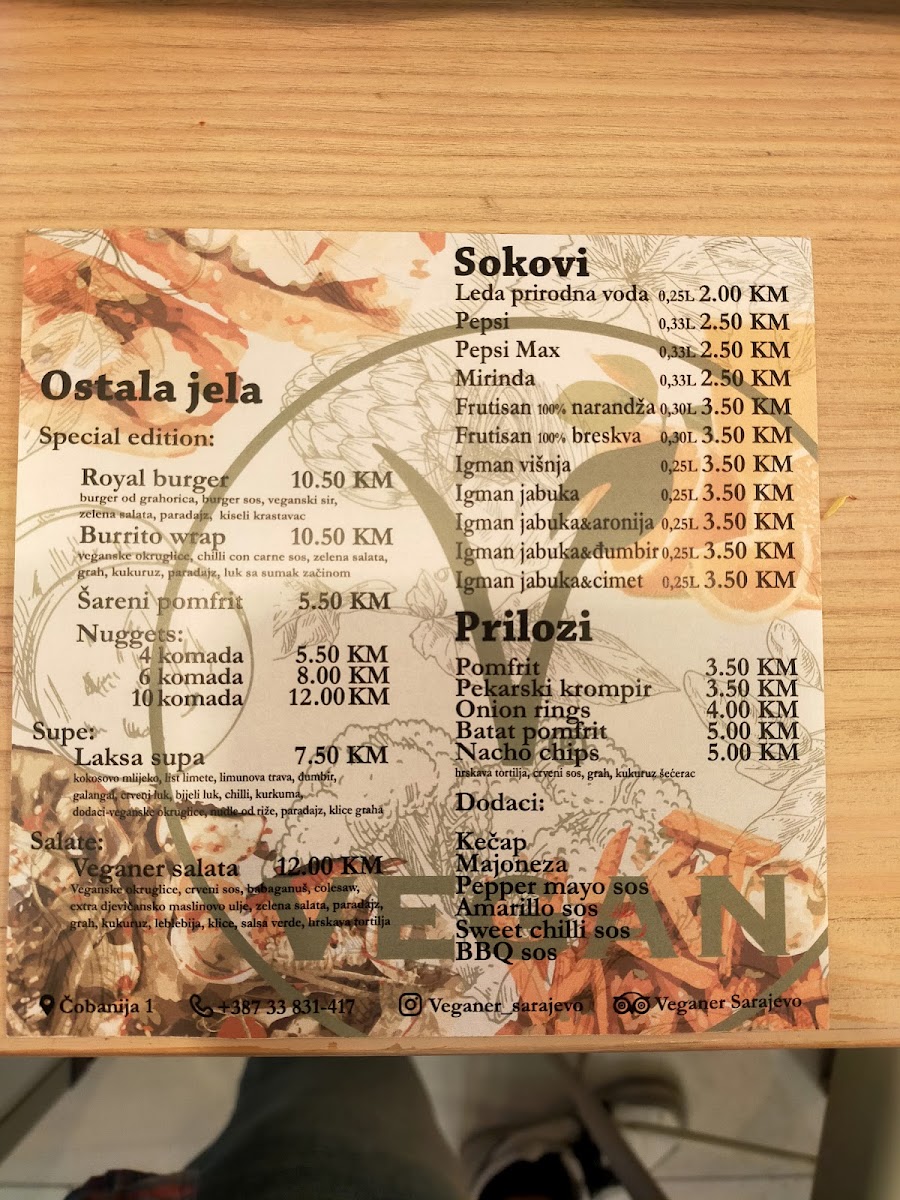 Ostala jela
Special edition:
Royal burger 10.50 KM
burger od grahorica, burger sos, veganski sir,
zelena salata, paradajz, kiseli krastavac
Burrito wrap 10.50 KM
veganske okruglice, chilli con carne sos, zelena salata,
grah, kukuruz, paradajz, luk sa sumak začinom
Šareni pomfrit 5.50 KM
Nuggets:
4 komada 5.50 KM
6 komada 8.00 KM
10 komada 12.00 KM
Supe:
Laksa supa 7.50 KM
kokosovo mlijeko, list limete, limunova trava, đumbir,
galangal, crveni luk, bijeli luk, chilli, kurkuma,
dodaci-veganske okruglice, nudle od riže, paradajz, klice graha
Salate:
Veganer salata 12.00 KM
Veganske okruglice, crveni sos, babaganuš, colesaw,
extra djevičansko maslinovo ulje, zelena salata, paradajz,
grah, kukuruz, leblebija, klice, salsa verde, hrskava tortilja
Sokovi
Leda prirodna voda 0,25L 2.00 KM
Pepsi 0,33L 2.50 KM
Pepsi Max 0,33L 2.50 KM
Mirinda 0,33L 2.50 KM
Frutisan 100% narandža 0,30L 3.50 KM
Frutisan 100% breskva 0,30L 3.50 KM
Igman višnja 0,25L 3.50 KM
Igman jabuka 0,25L 3.50 KM
Igman jabuka&aronija 0,25L 3.50 KM
Igman jabuka&đumbir 0,25L 3.50 KM
Igman jabuka&cimet 0,25L 3.50 KM
Prilozi
Pomfrit 3.50 KM
Pekarski krompir 3.50 KM
Onion rings 4.00 KM
Batat pomfrit 5.00 KM
Nacho chips 5.00 KM
hrskava tortilja, crveni sos, grah, kukuruz šećerac
Dodaci:
Kečap
Majoneza
Pepper mayo sos
Amarillo sos
Sweet chilli sos
BBQ sos
VEGAN
Čobanija 1 +387 33 831-417 Veganer_sarajevo Veganer Sarajevo